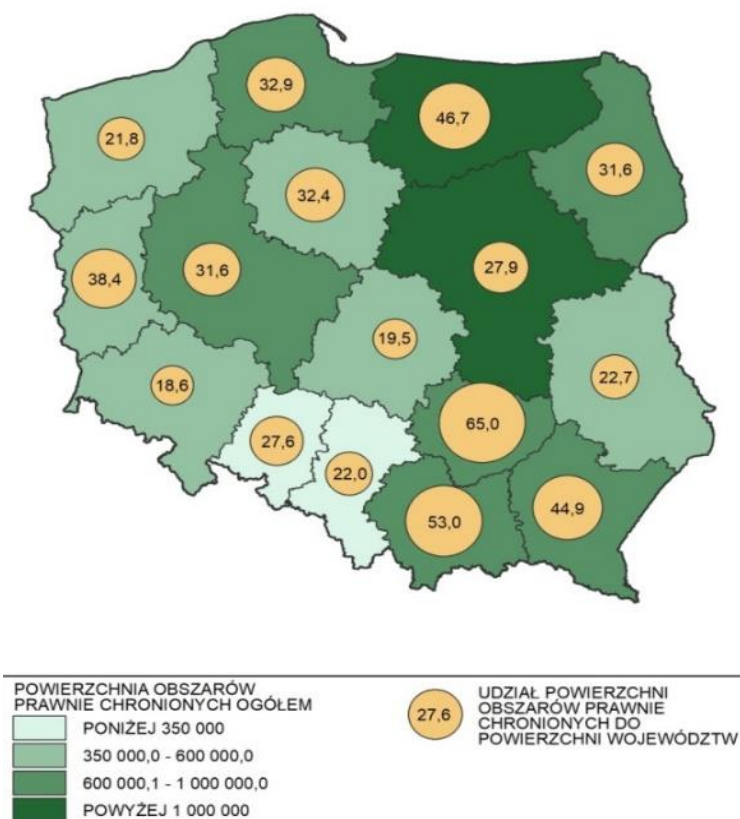 32,9
46,7
21,8
31,6
32,4
27,9
31,6
38,4
19,5
22,7
18,6
65,0
27,6
22,0
44,9
53,0
POWIERZCHNIA OBSZARÓW
PRAWNIE CHRONIONYCH OGÓŁEM
PONIŻEJ 350 000
350 000,0 - 600 000,0
600 000,1 - 1 000 000,0
POWYŻEJ 1 000 000
27,6
UDZIAŁ POWIERZCHNI
OBSZARÓW PRAWNIE
CHRONIONYCH DO
POWIERZCHNI WOJEWÓDZTW